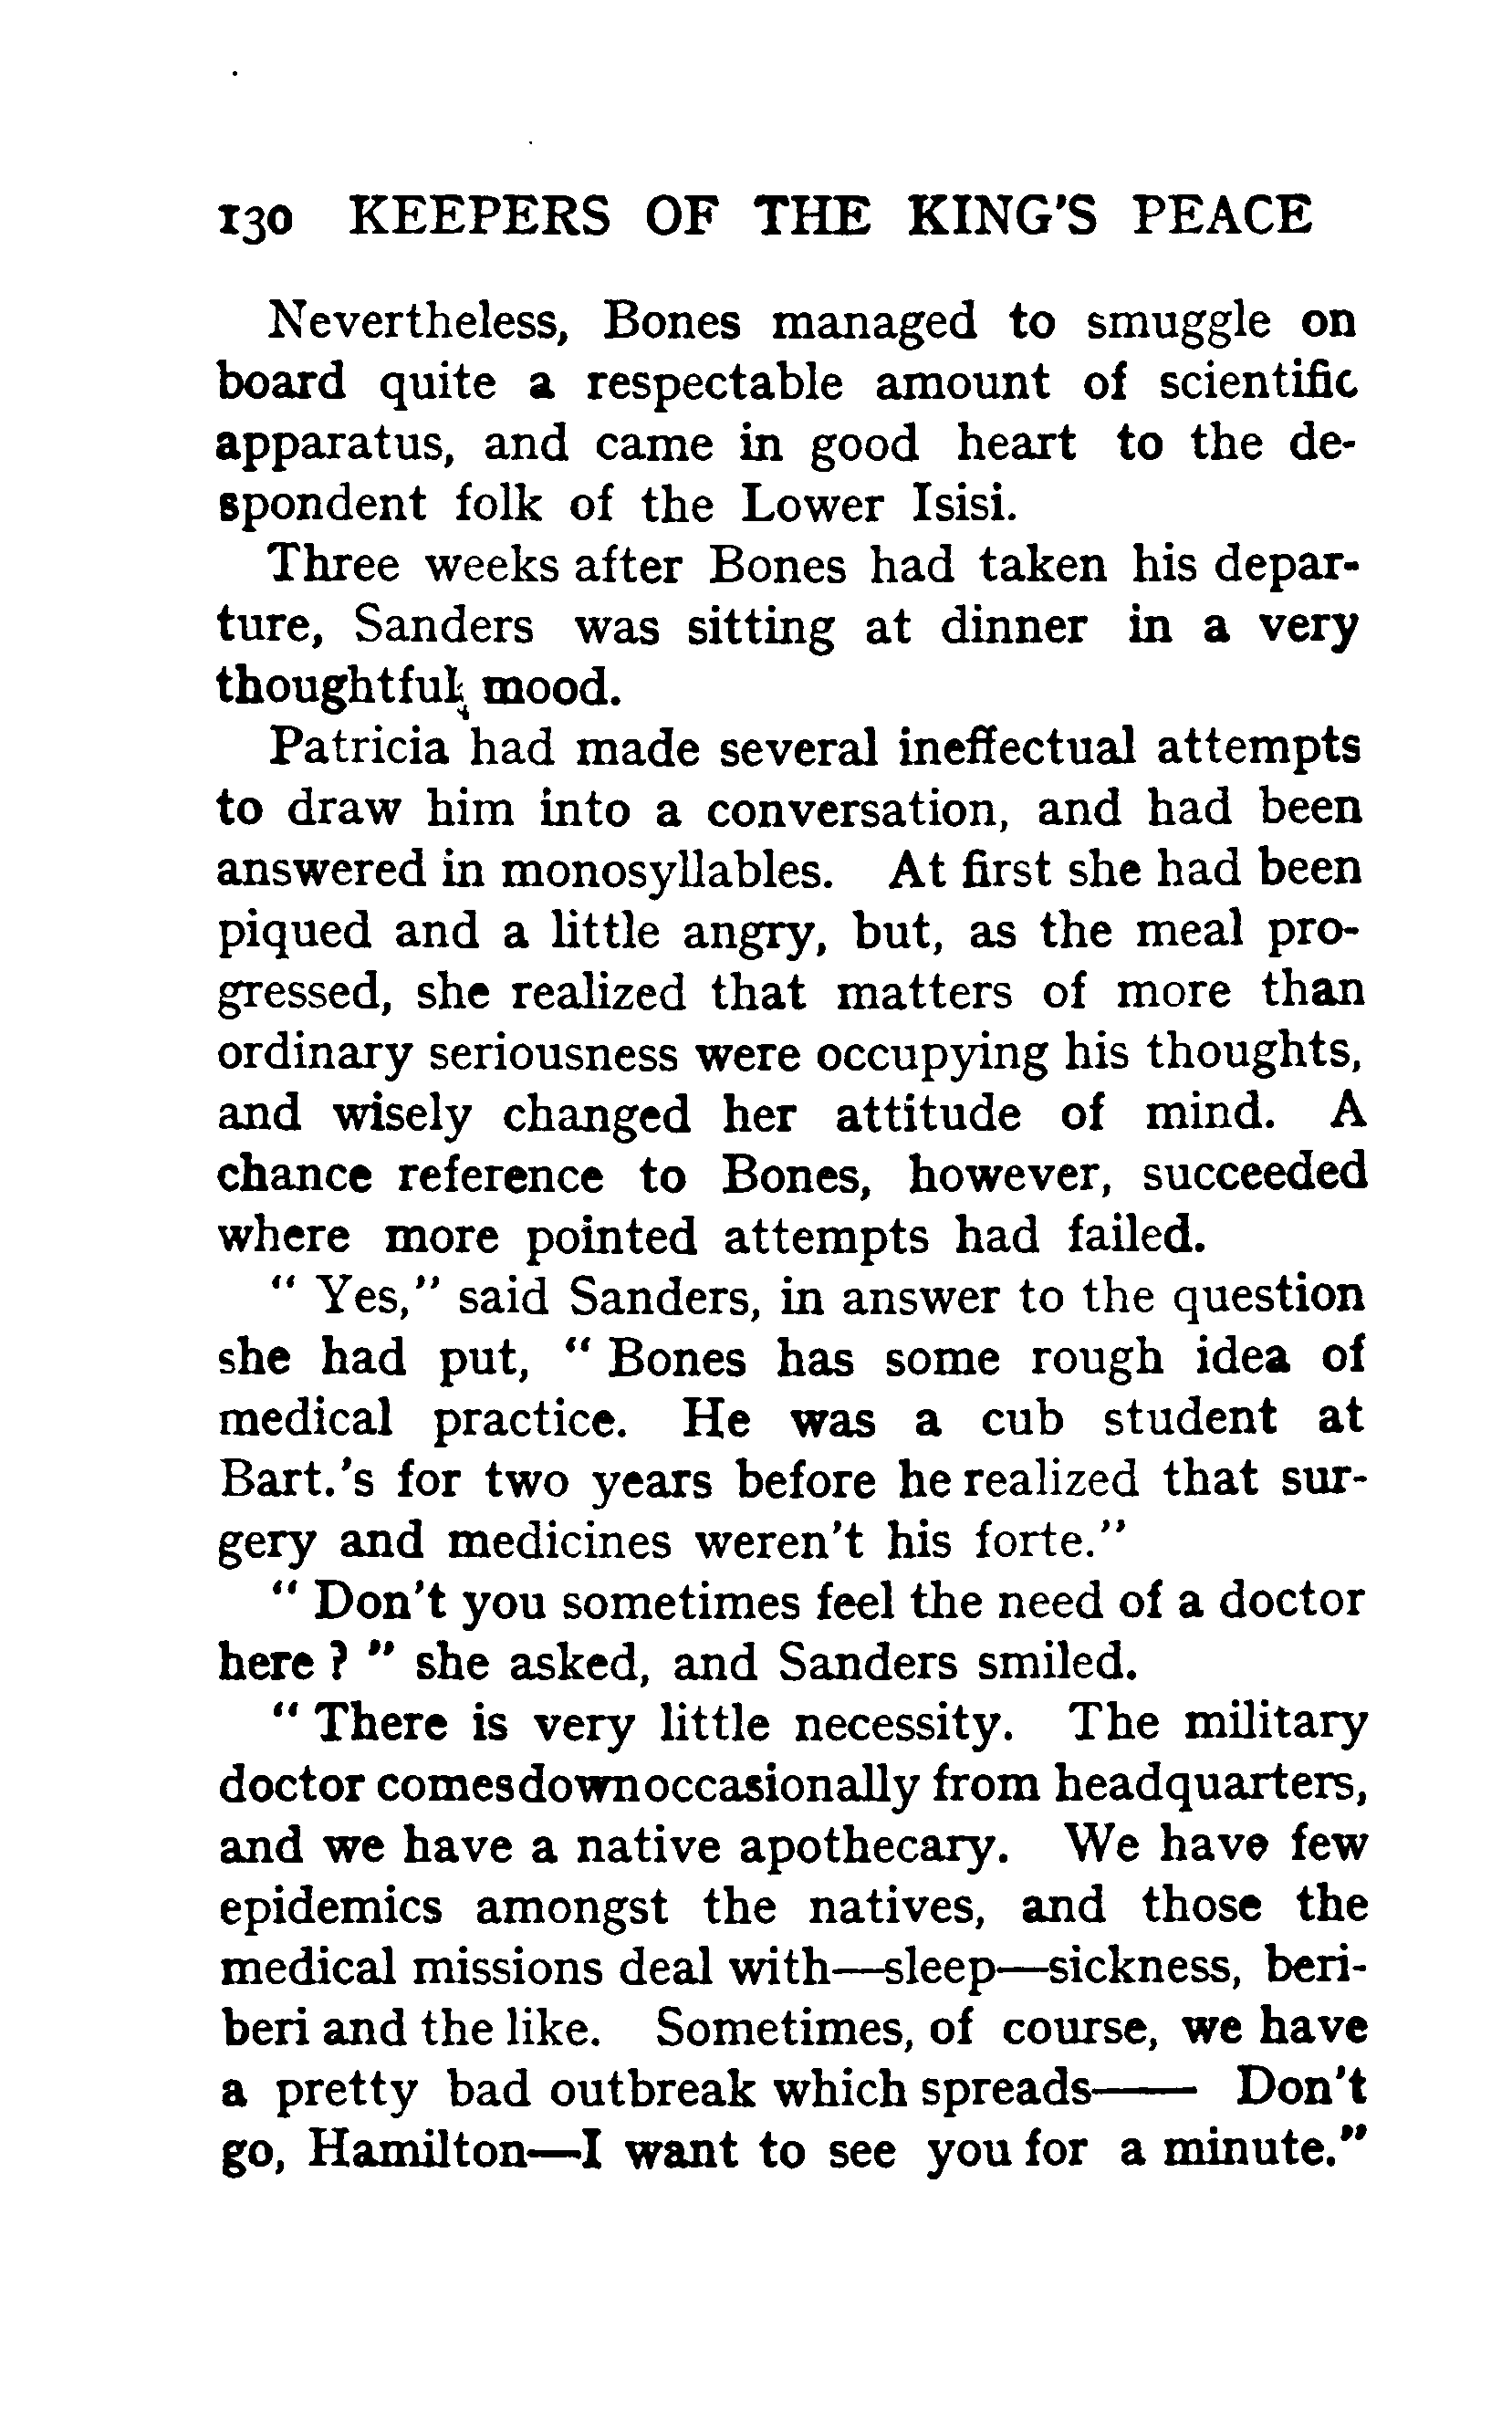 130 KEEPERS OF THE KING'S PEACE
Nevertheless, Bones managed to smuggle on
board quite a respectable amount of scientific
apparatus, and came in good heart to the de-
spondent folk of the Lower Isisi.
Three weeks after Bones had taken his depar-
ture, Sanders was sitting at dinner in a very
thoughtful mood.
Patricia had made several ineffectual attempts
to draw him into a conversation, and had been
answered in monosyllables. At first she had been
piqued and a little angry, but, as the meal pro-
gressed, she realized that matters of more than
ordinary seriousness were occupying his thoughts,
and wisely changed her attitude of mind. A
chance reference to Bones, however, succeeded
where more pointed attempts had failed.
" Yes," said Sanders, in answer to the question
she had put, " Bones has some rough idea of
medical practice. He was a cub student at
Bart.'s for two years before he realized that sur-
gery and medicines weren't his forte."
" Don't you sometimes feel the need of a doctor
here ? " she asked, and Sanders smiled.
" There is very little necessity. The military
doctor comes down occasionally from headquarters,
and we have a native apothecary. We have few
epidemics amongst the natives, and those the
medical missions deal with—sleep—sickness, beri-
beri and the like. Sometimes, of course, we have
a pretty bad outbreak which spreads—— Don't
go, Hamilton—I want to see you for a minute."